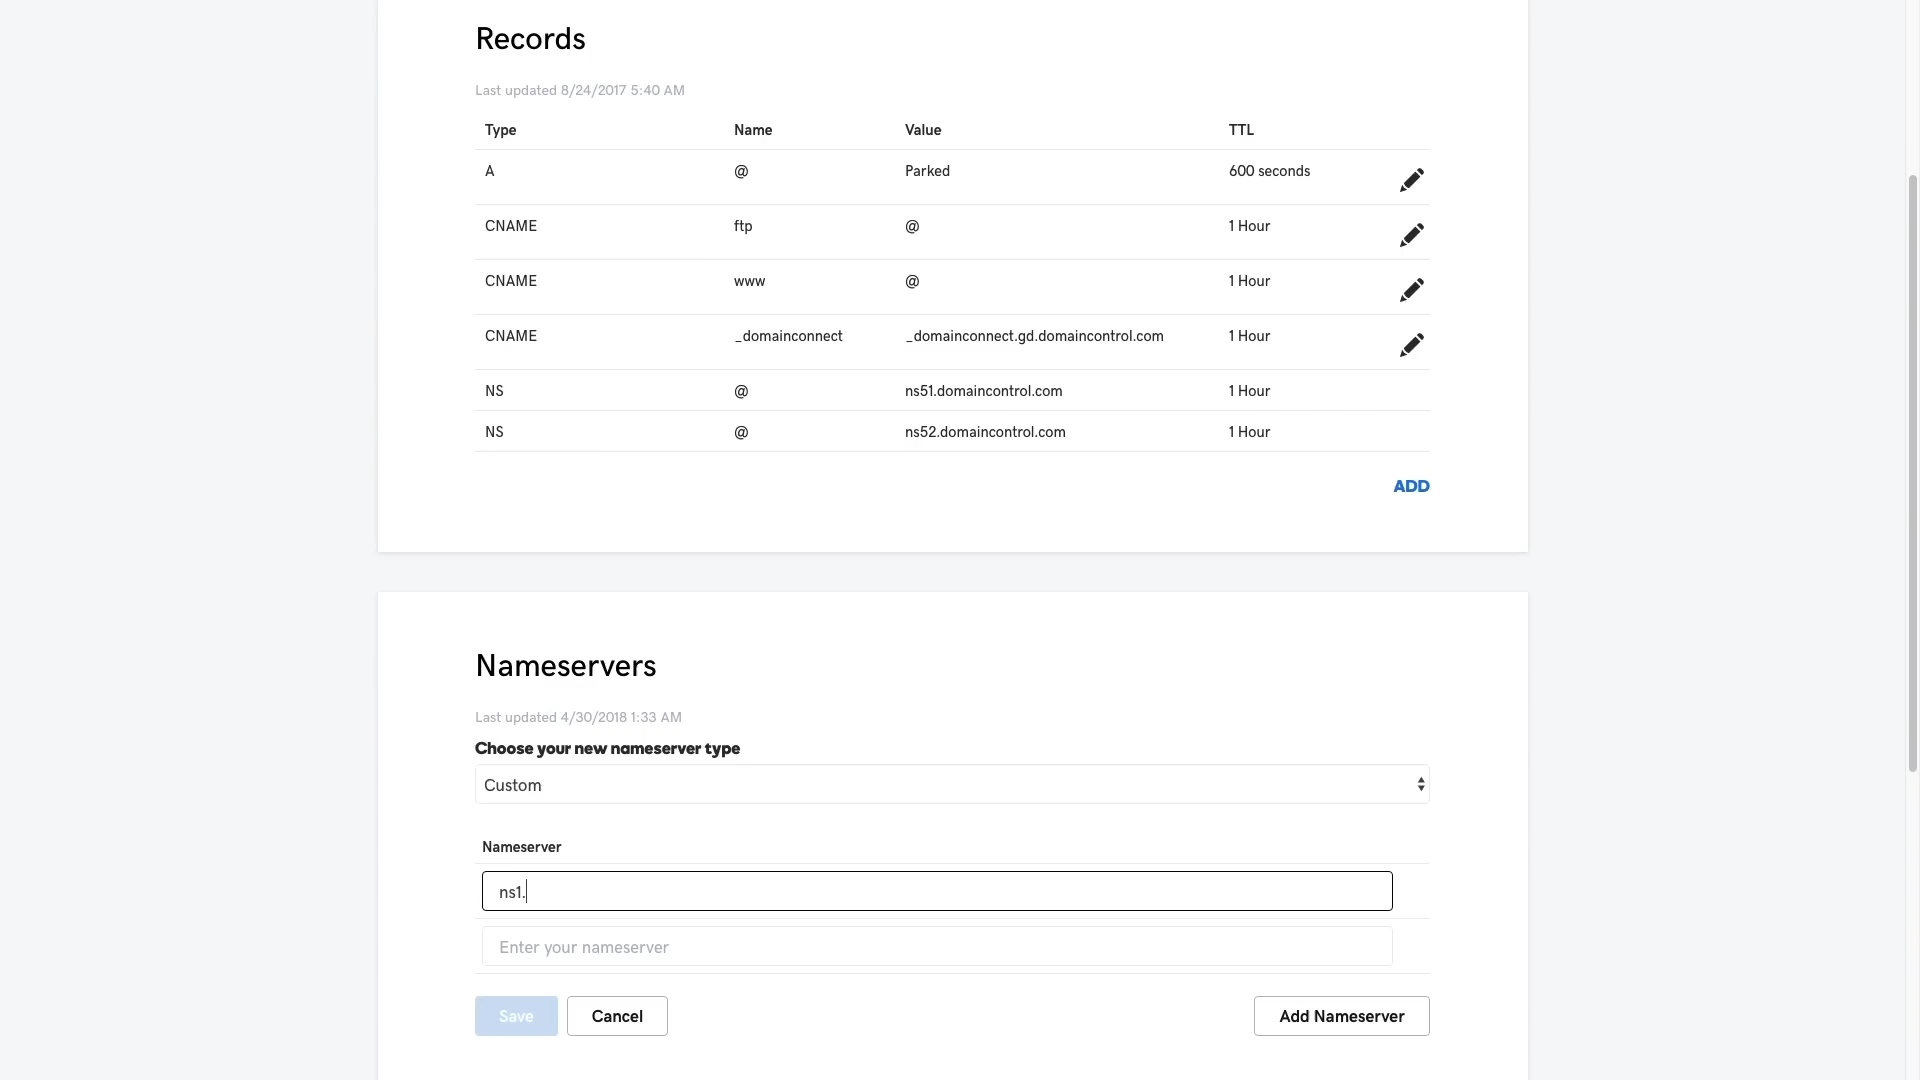 Records
Last updated 8/24/2017 5:40 AM
Type Name Value TTL
A @ Parked 600 seconds
CNAME ftp @ 1 Hour
CNAME www @ 1 Hour
CNAME _domainconnect _domainconnect.gd.domaincontrol.com 1 Hour
NS @ ns51.domaincontrol.com 1 Hour
NS @ ns52.domaincontrol.com 1 Hour
ADD
Nameservers
Last updated 4/30/2018 1:33 AM
Choose your new nameserver type
Custom
Nameserver
ns1.
Enter your nameserver
Save Cancel Add Nameserver